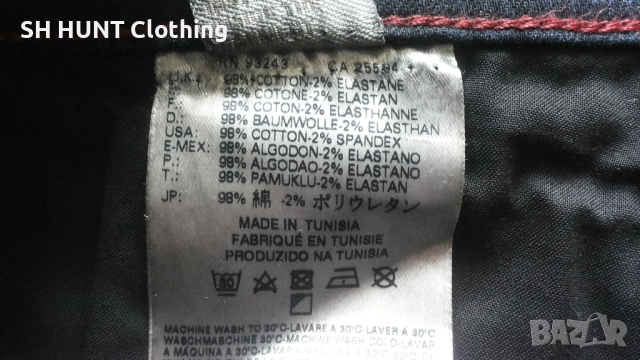 SH HUNT Clothing
RN 93243 CA 25594
U.K.: 98% COTTON-2% ELASTANE
E.: 98% COTONE-2% ELASTAN
F.: 98% COTON-2% ELASTHANNE
D.: 98% BAUMWOLLE-2% ELASTHAN
USA: 98% COTTON-2% SPANDEX
E-MEX: 98% ALGODON-2% ELASTANO
P.: 98% ALGODAO-2% ELASTANO
T.: 98% PAMUKLU-2% ELASTAN
JP: 98% 綿 -2% ポリウレタン
MADE IN TUNISIA
FABRIQUÉ EN TUNISIE
PRODUZIDO NA TUNISIA
30
MACHINE WASH TO 30°C-LAVARE A 30°C-LAVER A 30°C
WASCHMASCHINE 30°C-MACHINE WASH COLD-LAVAR
A MAQUINA A 30°C-LAVAR A 30°C
BAZAR